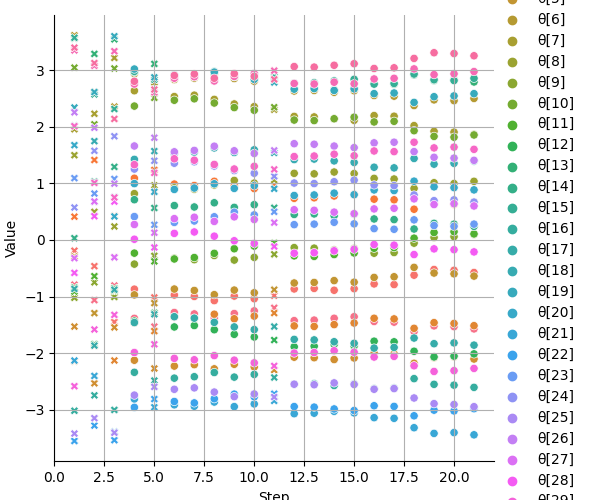 θ[6]
θ[7]
θ[8]
θ[9]
θ[10]
θ[11]
θ[12]
θ[13]
θ[14]
θ[15]
θ[16]
θ[17]
θ[18]
θ[19]
θ[20]
θ[21]
θ[22]
θ[23]
θ[24]
θ[25]
θ[26]
θ[27]
θ[28]
3
2
1
0
−1
−2
−3
Value
0.0 2.5 5.0 7.5 10.0 12.5 15.0 17.5 20.0
Step